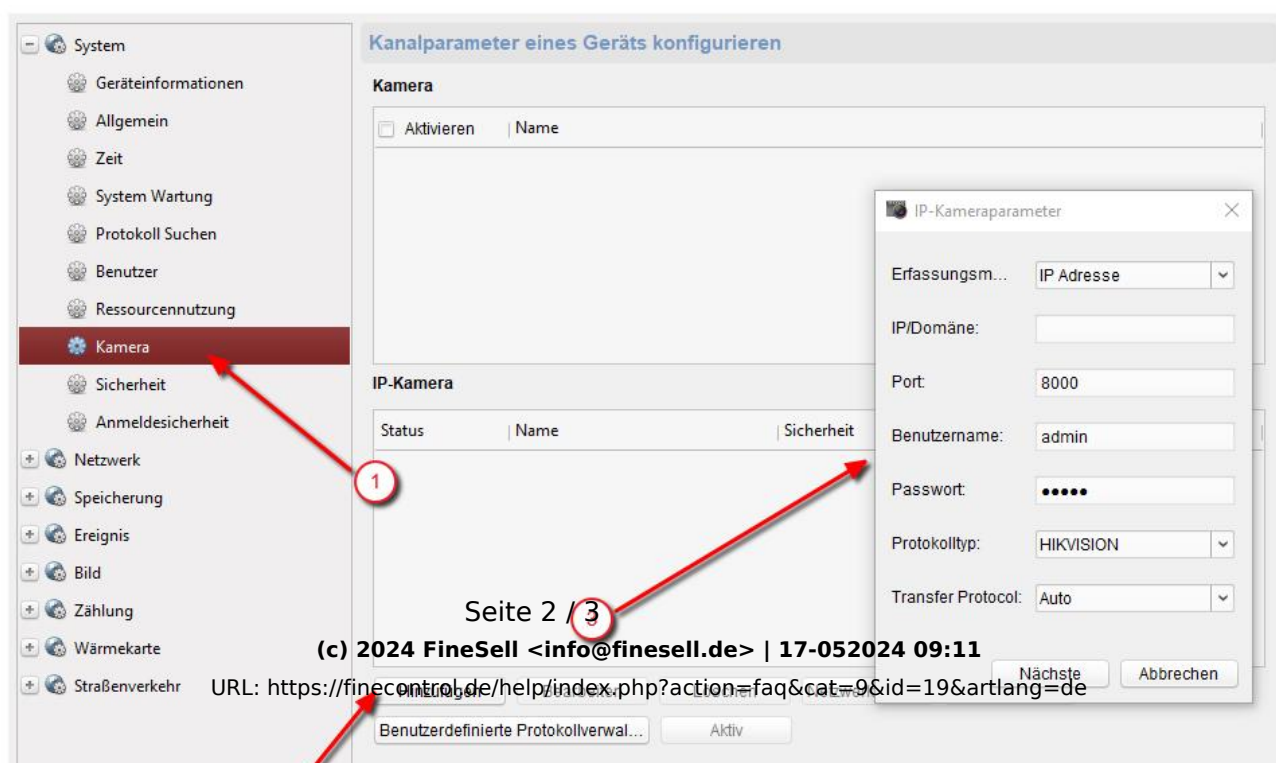 System
Geräteinformationen
Allgemein
Zeit
System Wartung
Protokoll Suchen
Benutzer
Ressourcennutzung
Kamera
Sicherheit
Anmeldesicherheit
Netzwerk
Speicherung
Ereignis
Bild
Zählung
Wärmekarte
Straßenverkehr
Kanalparameter eines Geräts konfigurieren
Kamera
Aktivieren Name
IP-Kamera
Status Name Sicherheit
1
IP-Kameraparameter
Erfassungsm... IP Adresse
IP/Domäne:
Port: 8000
Benutzername: admin
Passwort: •••••
Protokolltyp: HIKVISION
Transfer Protocol: Auto
Nächste Abbrechen
Seite 2 / 3
(c) 2024 FineSell <info@finesell.de> | 17-052024 09:11
URL: https://finecontrol.de/help/index.php?action=faq&cat=9&id=19&artlang=de
Hinzufügen Bearbeiten Löschen
Benutzerdefinierte Protokollverwal... Aktiv